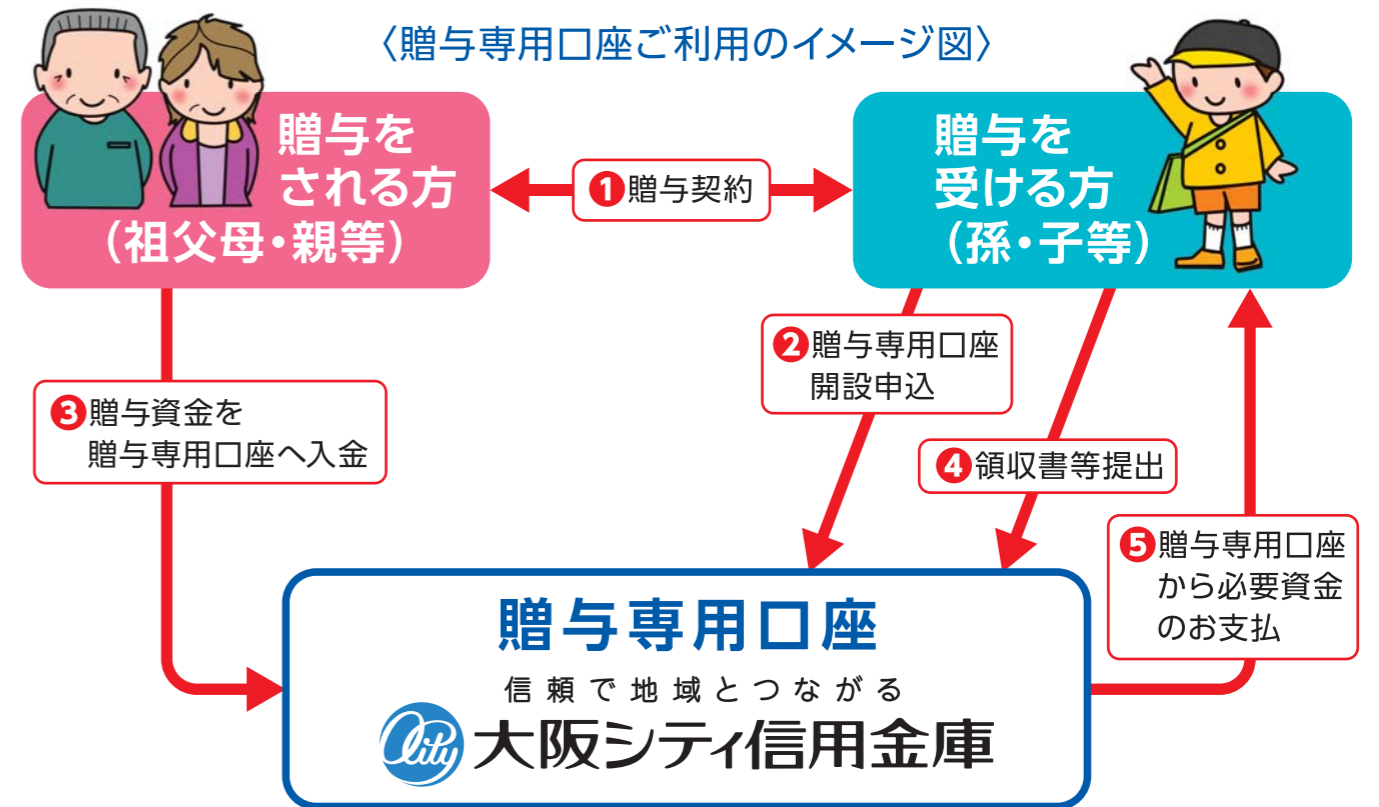 〈贈与専用口座ご利用のイメージ図〉
贈与を
される方
（祖父母・親等）
❶贈与契約
贈与を
受ける方
（孫・子等）
❷贈与専用口座
開設申込
❸贈与資金を
贈与専用口座へ入金
❹領収書等提出
❺贈与専用口座
から必要資金
のお支払
贈与専用口座
信頼で地域とつながる
City
大阪シティ信用金庫